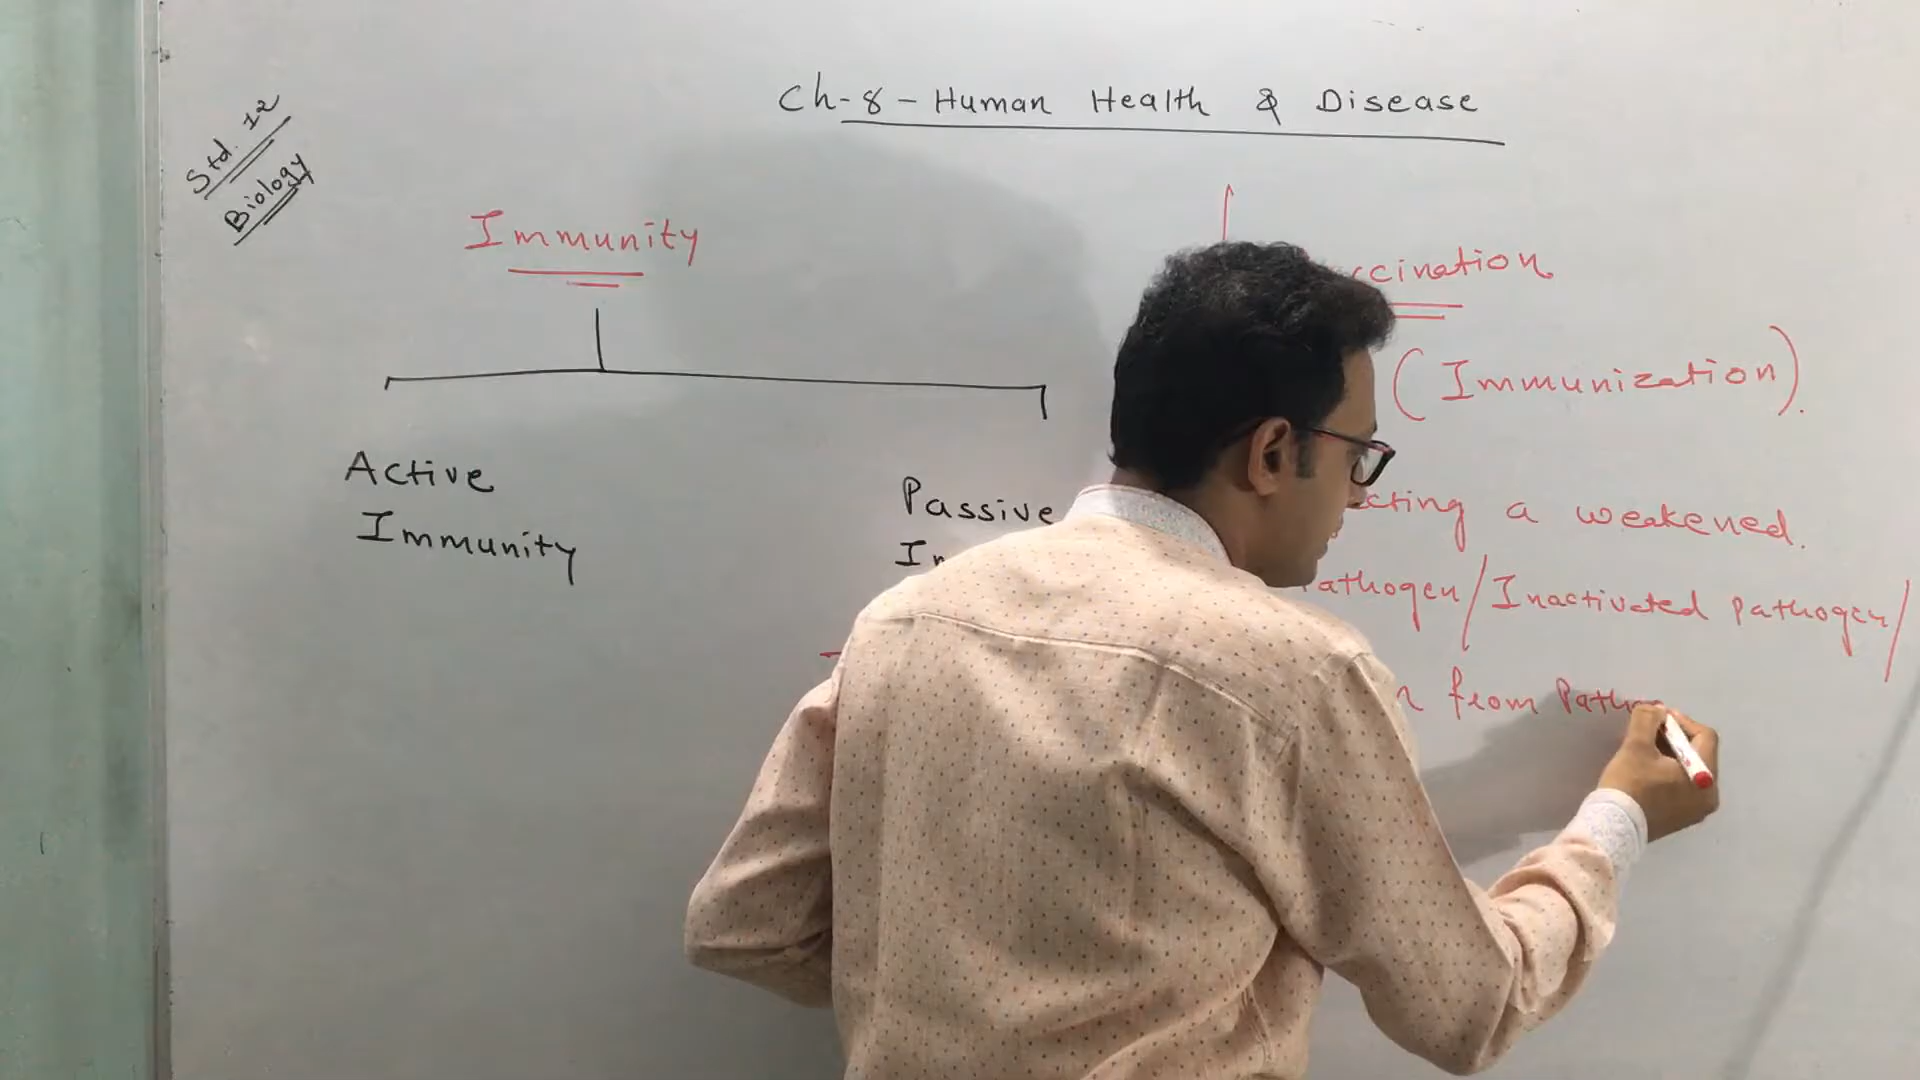 Std. 12
Biology
Ch-8- Human Health & Disease
Immunity
Active
Immunity
Passive
ccination
(Immunization).
cting a weakened.
athogen/Inactivated pathogen/
from Path